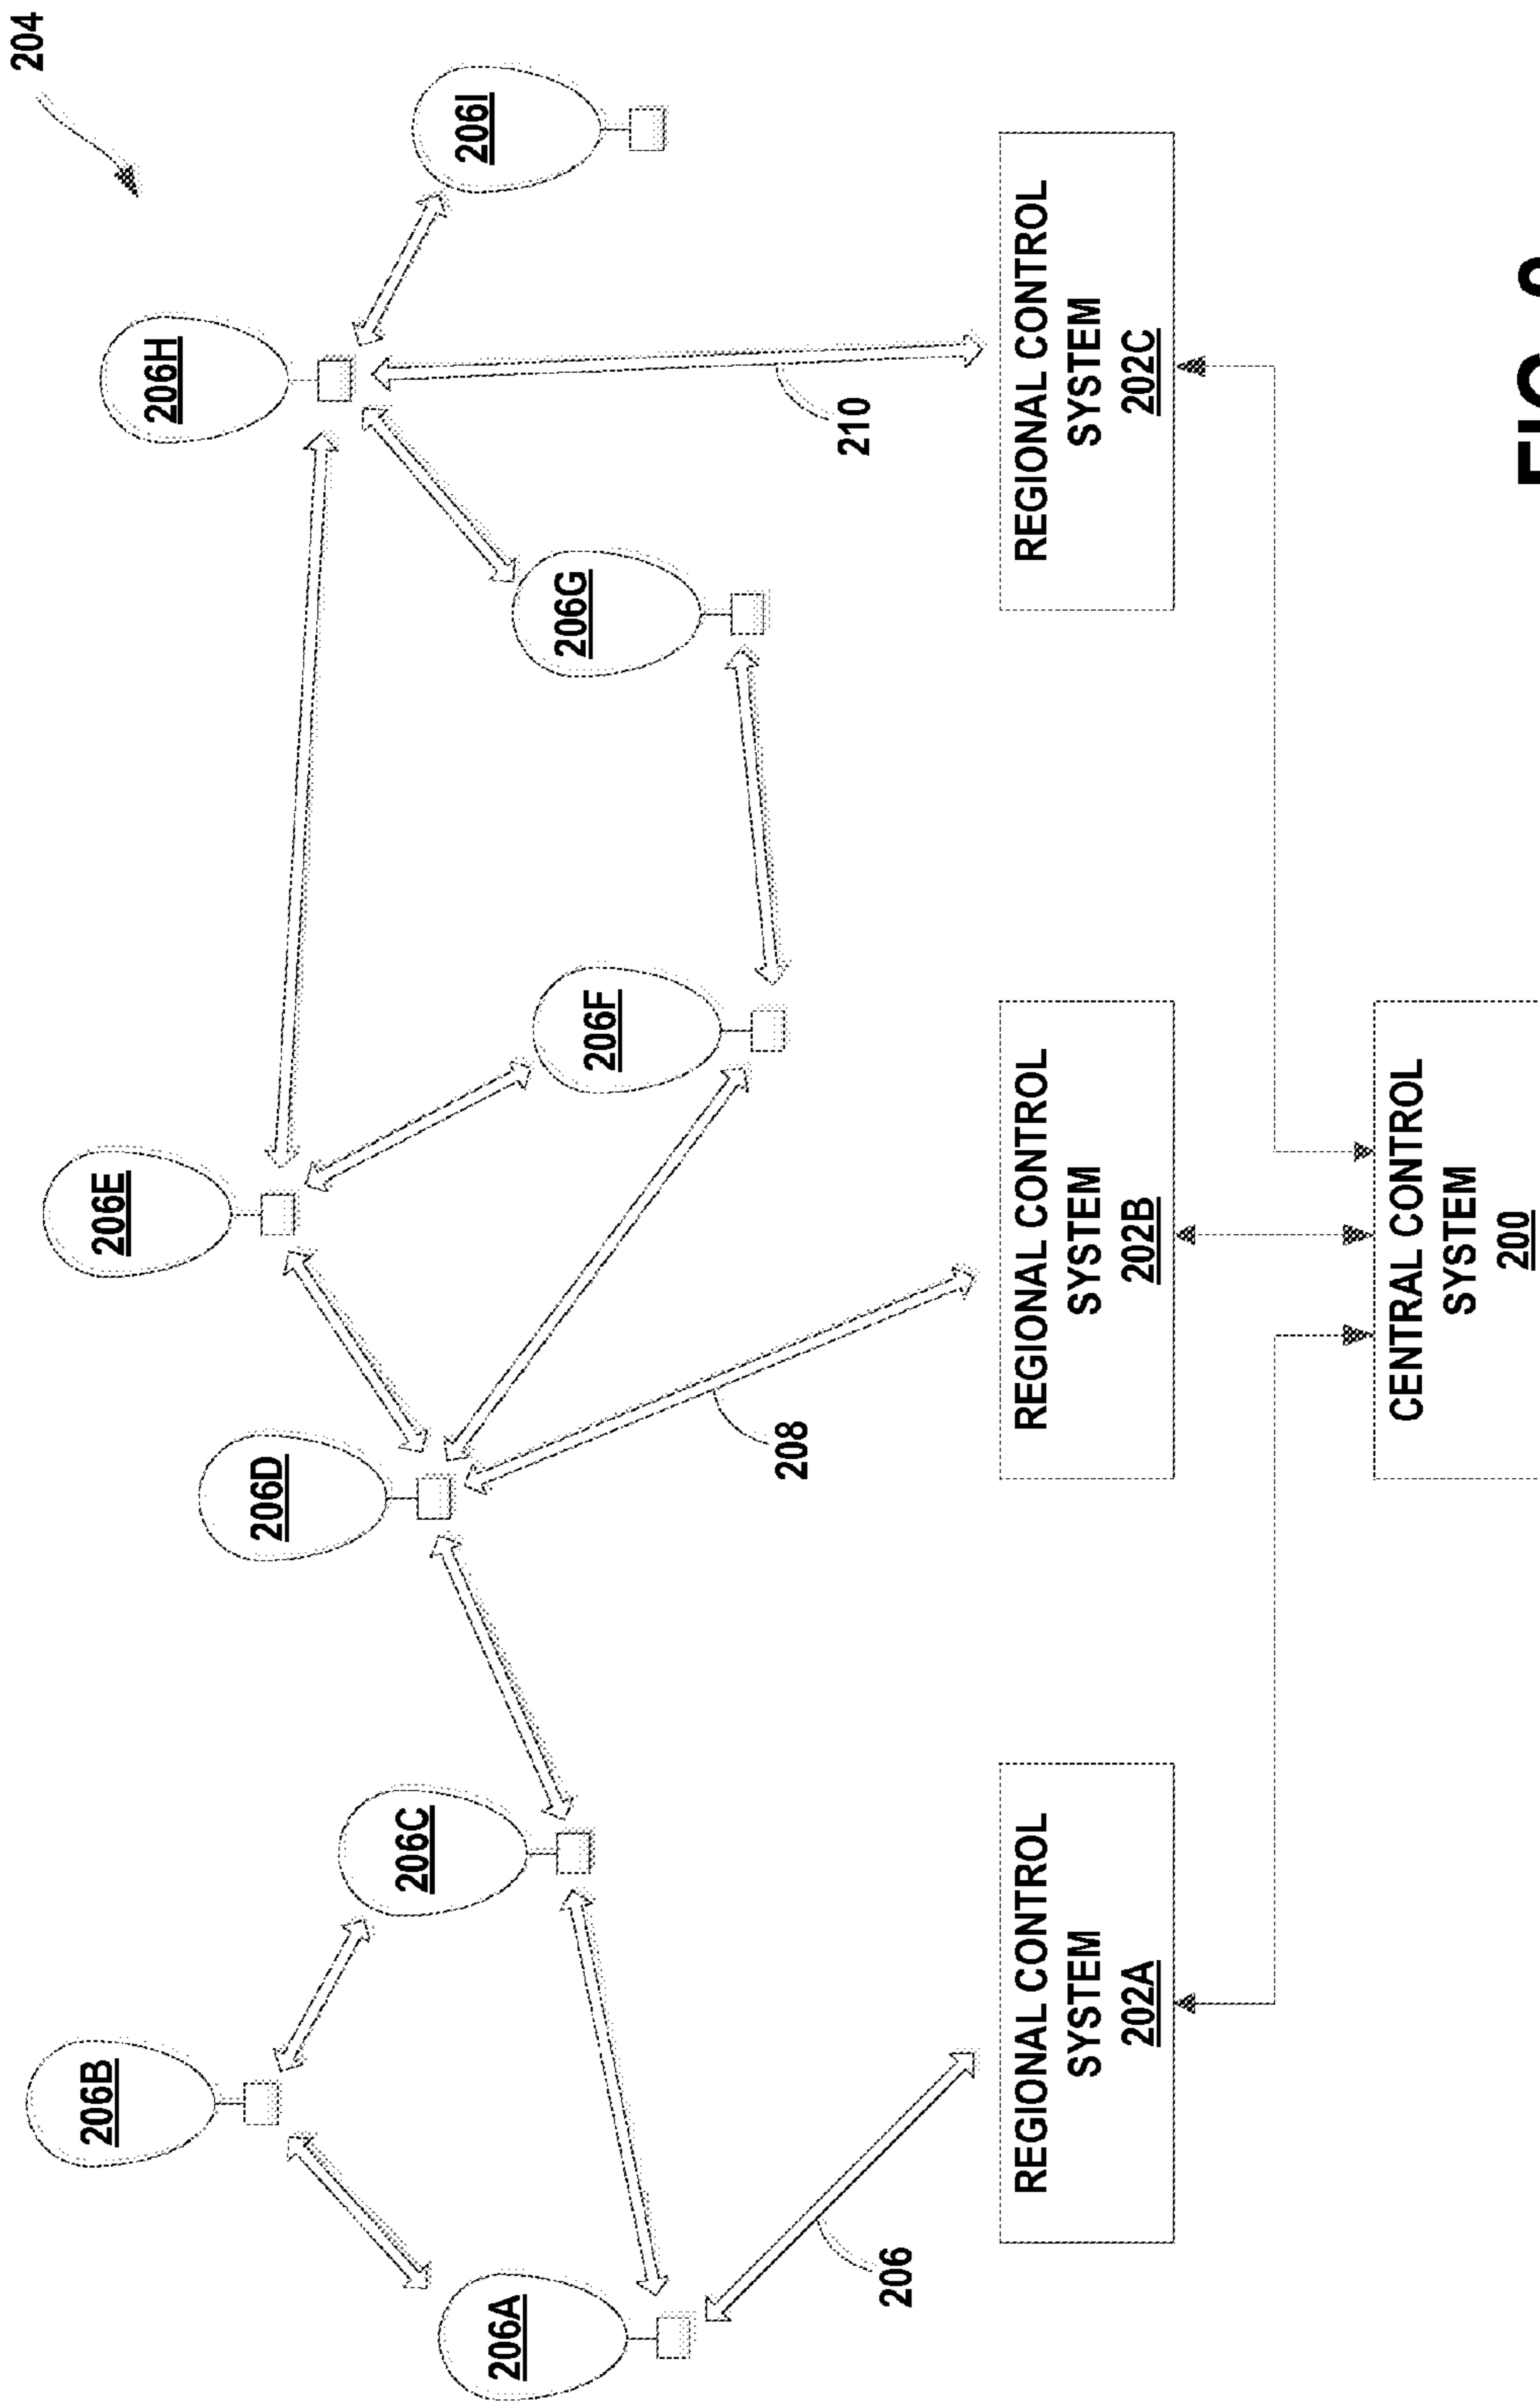 204
206B
206E
206H
206D
206C
206I
206A
206G
206F
208
210
206
REGIONAL CONTROL
SYSTEM
202A
REGIONAL CONTROL
SYSTEM
202B
REGIONAL CONTROL
SYSTEM
202C
CENTRAL CONTROL
SYSTEM
200
FIG.